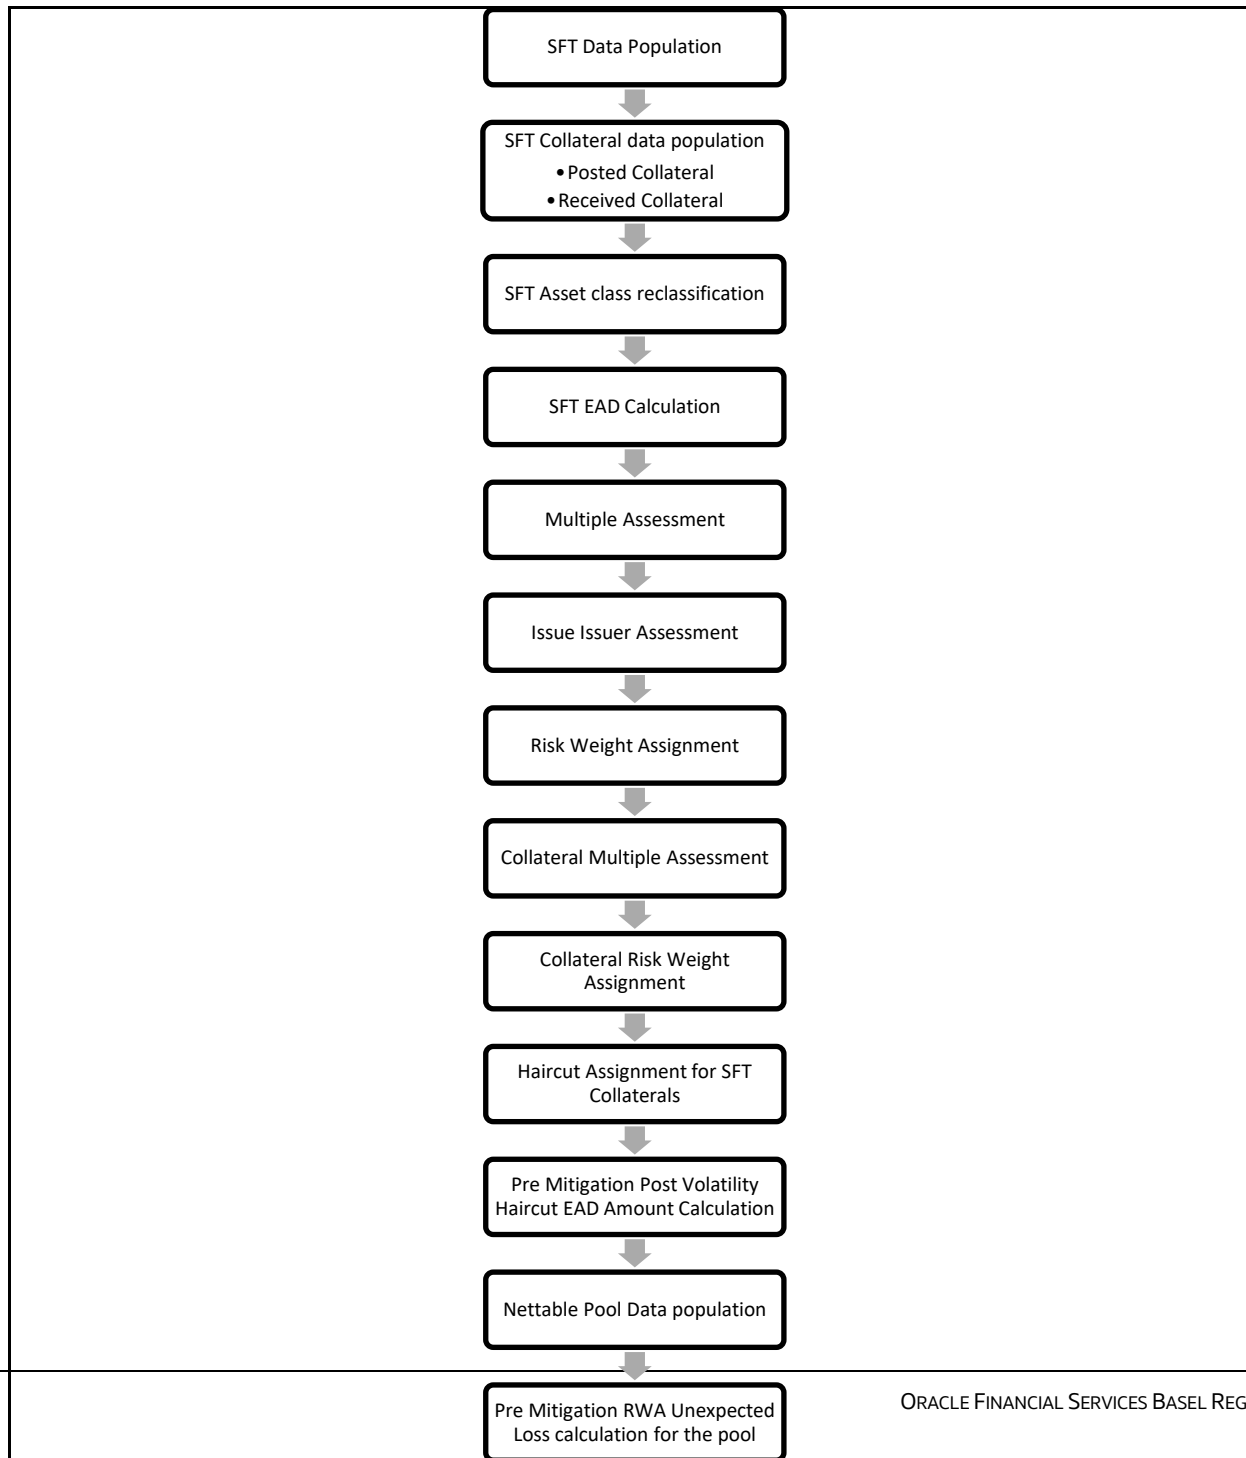 SFT Data Population
SFT Collateral data population
• Posted Collateral
• Received Collateral
SFT Asset class reclassification
SFT EAD Calculation
Multiple Assessment
Issue Issuer Assessment
Risk Weight Assignment
Collateral Multiple Assessment
Collateral Risk Weight
Assignment
Haircut Assignment for SFT
Collaterals
Pre Mitigation Post Volatility
Haircut EAD Amount Calculation
Nettable Pool Data population
Pre Mitigation RWA Unexpected
Loss calculation for the pool
ORACLE FINANCIAL SERVICES BASEL REG